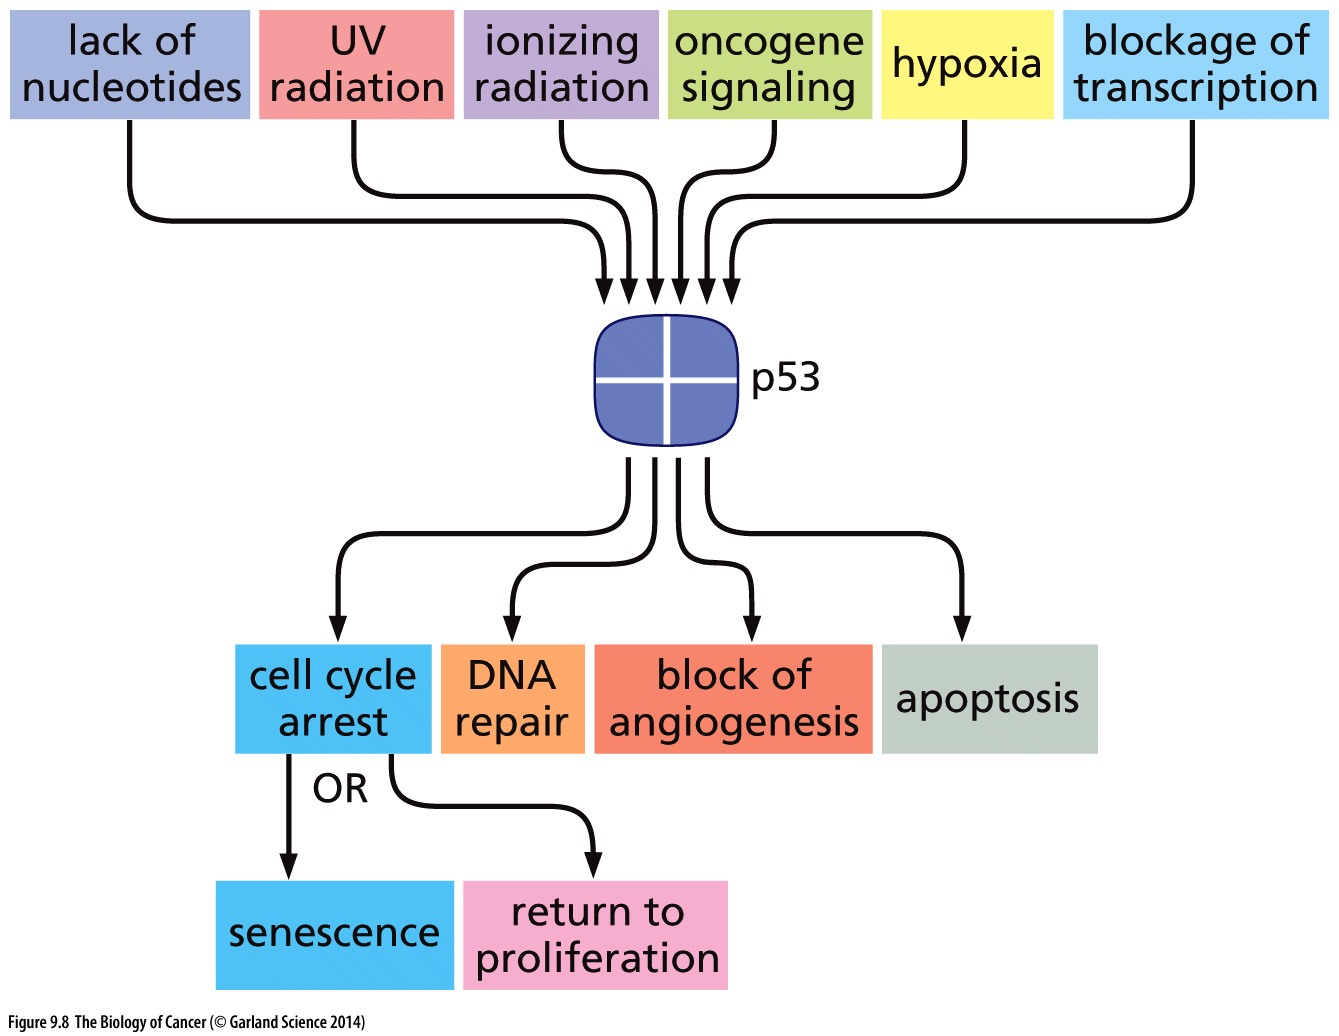 lack of
nucleotides
UV
radiation
ionizing
radiation
oncogene
signaling
hypoxia
blockage of
transcription
p53
cell cycle
arrest
DNA
repair
block of
angiogenesis
apoptosis
OR
senescence
return to
proliferation
Figure 9.8 The Biology of Cancer (© Garland Science 2014)